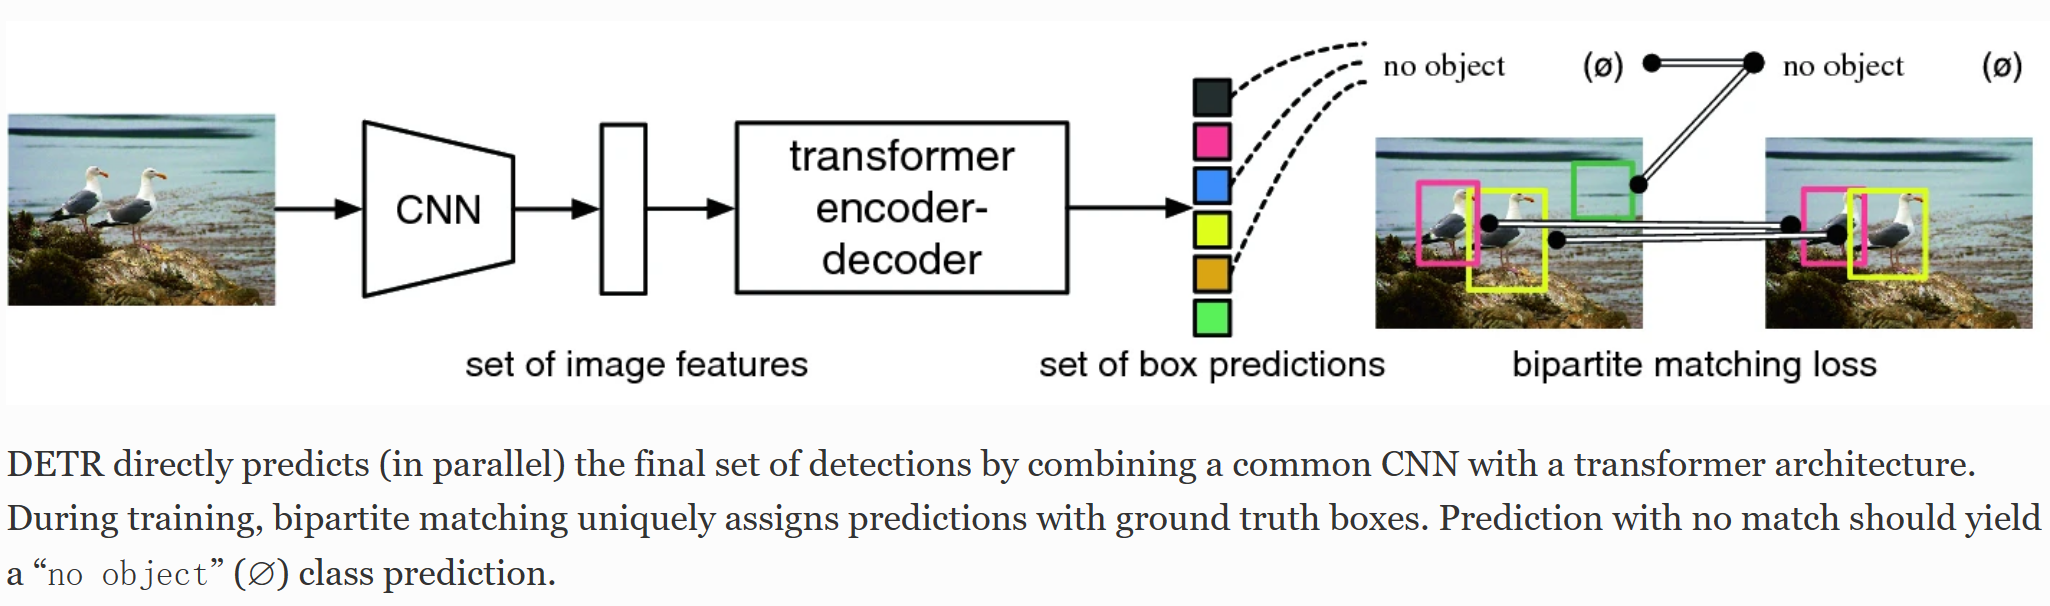 no object (ø) no object (ø)
CNN
transformer
encoder-
decoder
set of image features
set of box predictions
bipartite matching loss
DETR directly predicts (in parallel) the final set of detections by combining a common CNN with a transformer architecture.
During training, bipartite matching uniquely assigns predictions with ground truth boxes. Prediction with no match should yield
a “no object” (∅) class prediction.